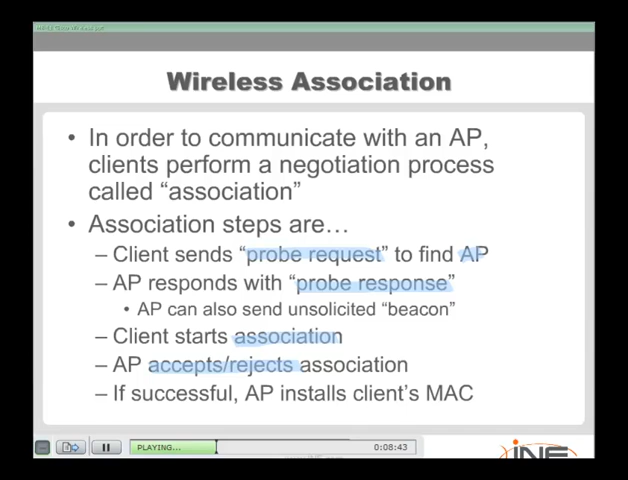 Wireless Association
• In order to communicate with an AP,
clients perform a negotiation process
called “association”
• Association steps are…
– Client sends “probe request” to find AP
– AP responds with “probe response”
• AP can also send unsolicited “beacon”
– Client starts association
– AP accepts/rejects association
– If successful, AP installs client’s MAC
PLAYING... 0:08:43
INE